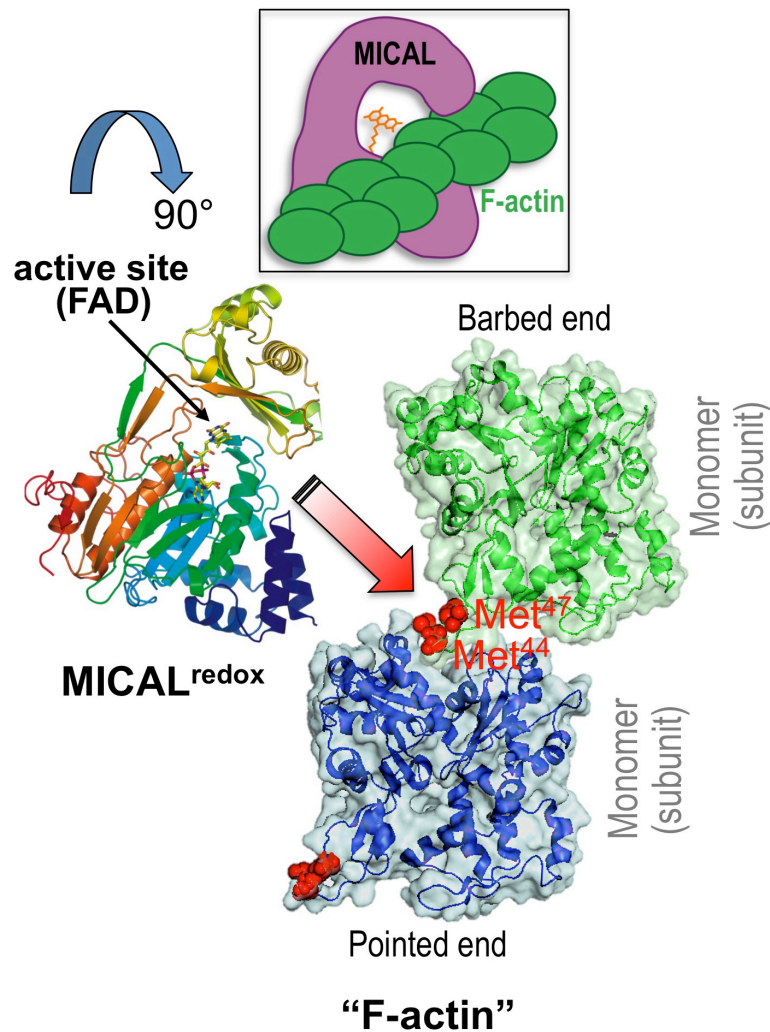 MICAL
F-actin
90°
active site
(FAD)
Barbed end
Monomer
(subunit)
Met⁴⁷
Met⁴⁴
MICALredox
Monomer
(subunit)
Pointed end
“F-actin”